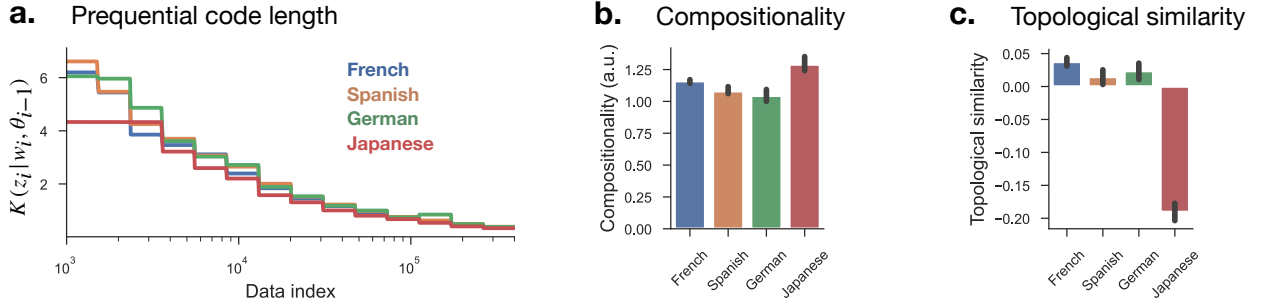 a. Prequential code length
K(z_i|w_i, θ_{i−1})
6
4
2
10^3
10^4
10^5
Data index
French
Spanish
German
Japanese
b. Compositionality
Compositionality (a.u.)
1.25
1.00
0.75
0.50
0.25
0.00
French
Spanish
German
Japanese
c. Topological similarity
Topological similarity
0.05
0.00
−0.05
−0.10
−0.15
−0.20
French
Spanish
German
Japanese